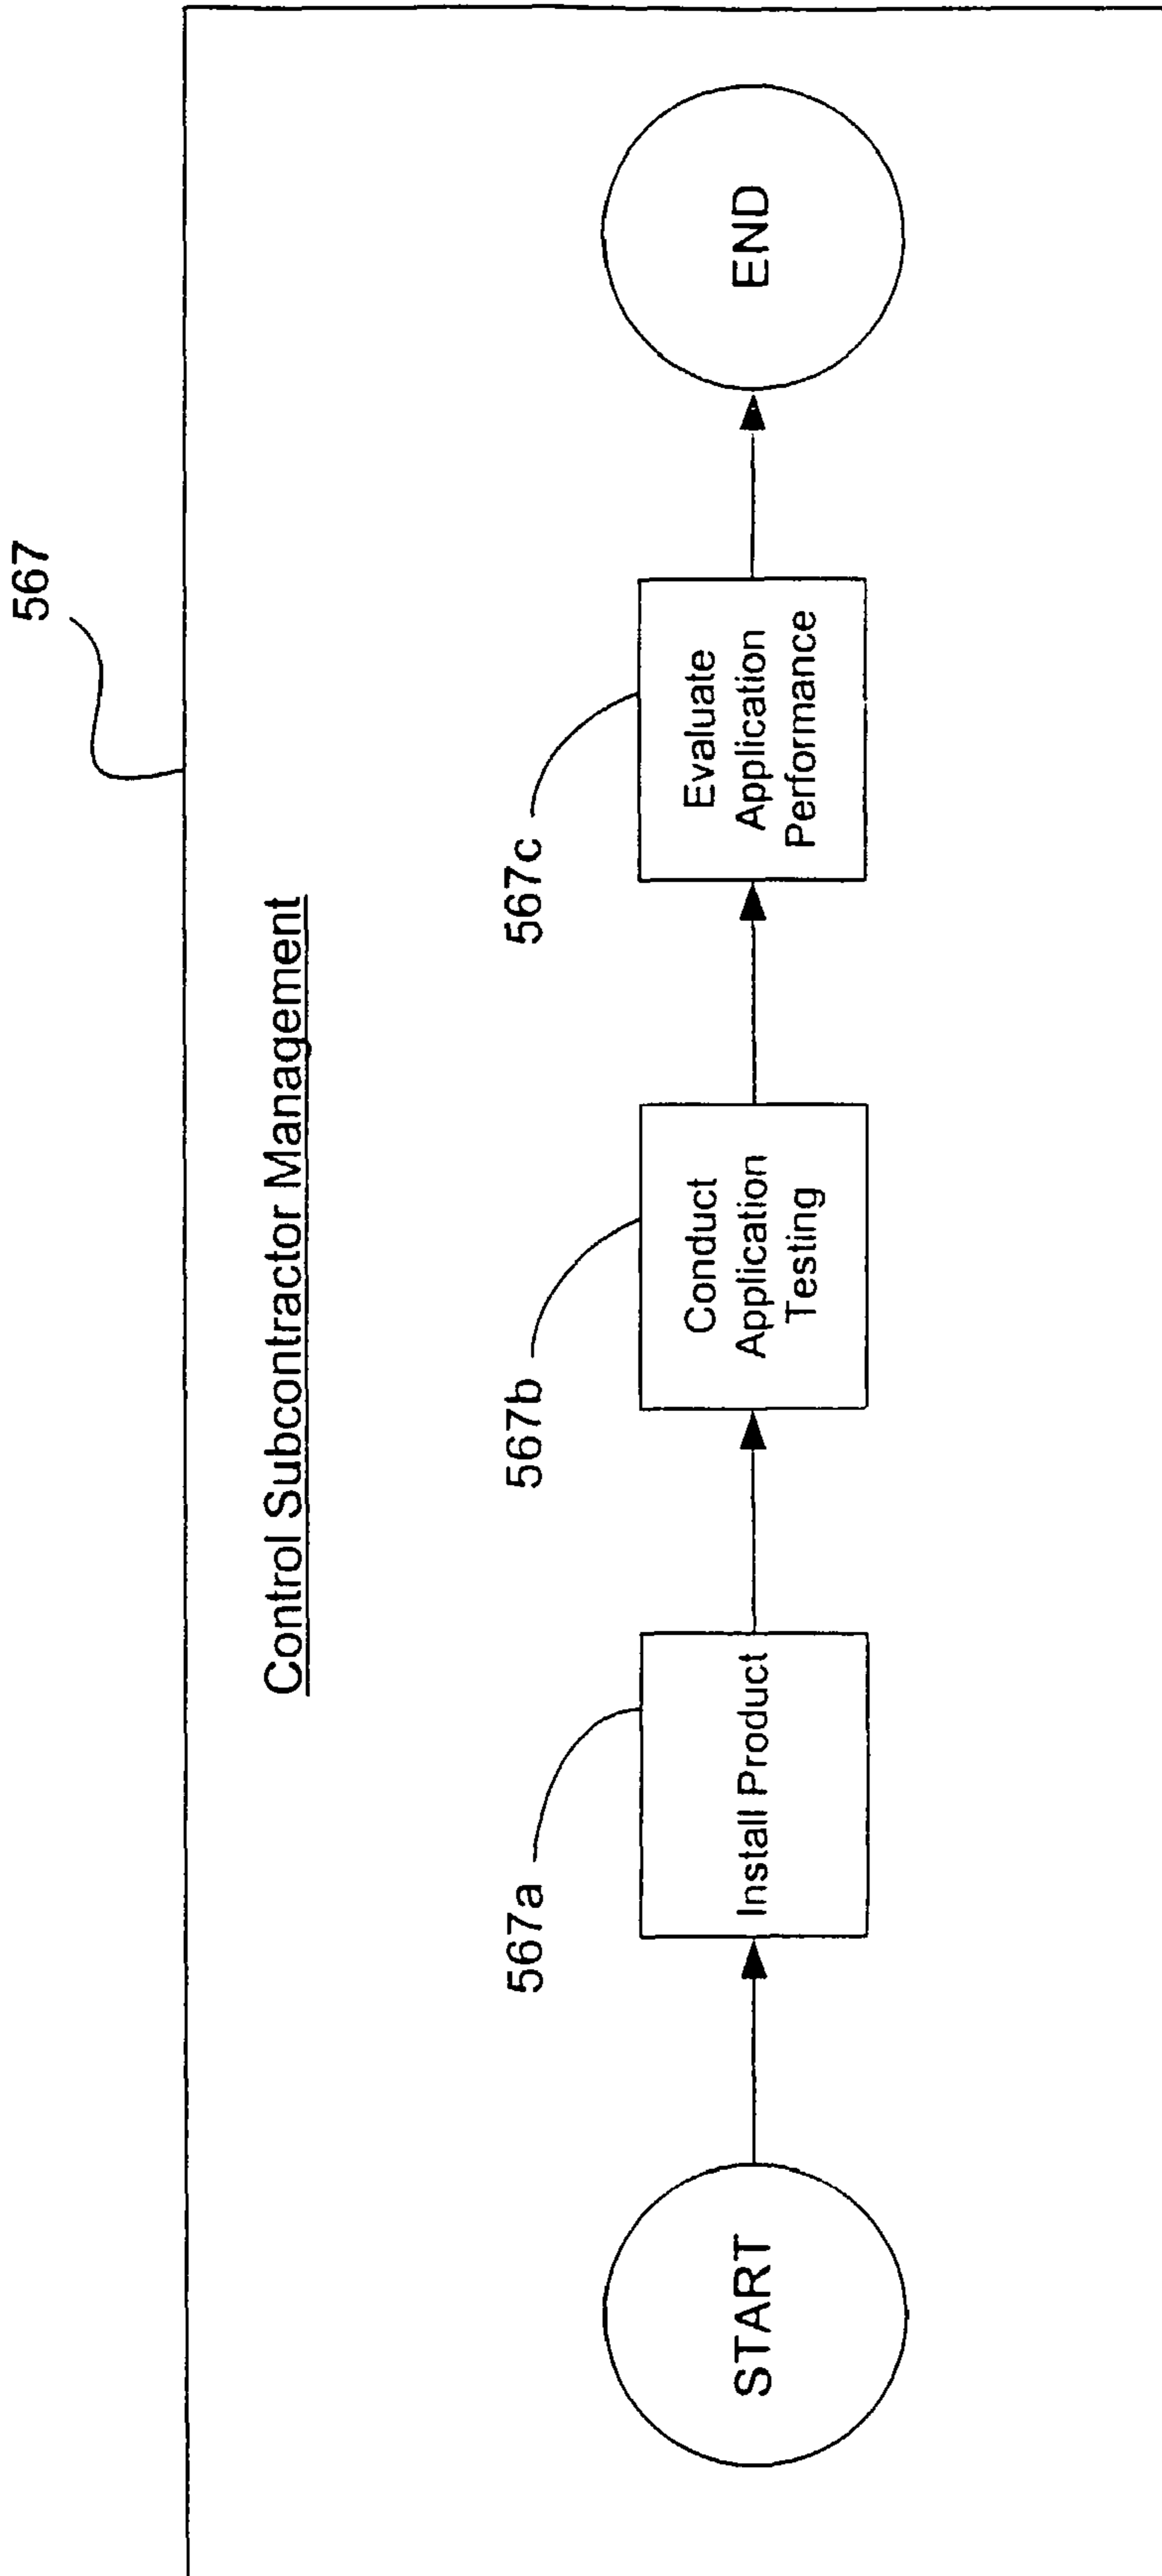 567
Control Subcontractor Management
567a
567b
567c
START
Install Product
Conduct
Application
Testing
Evaluate
Application
Performance
END